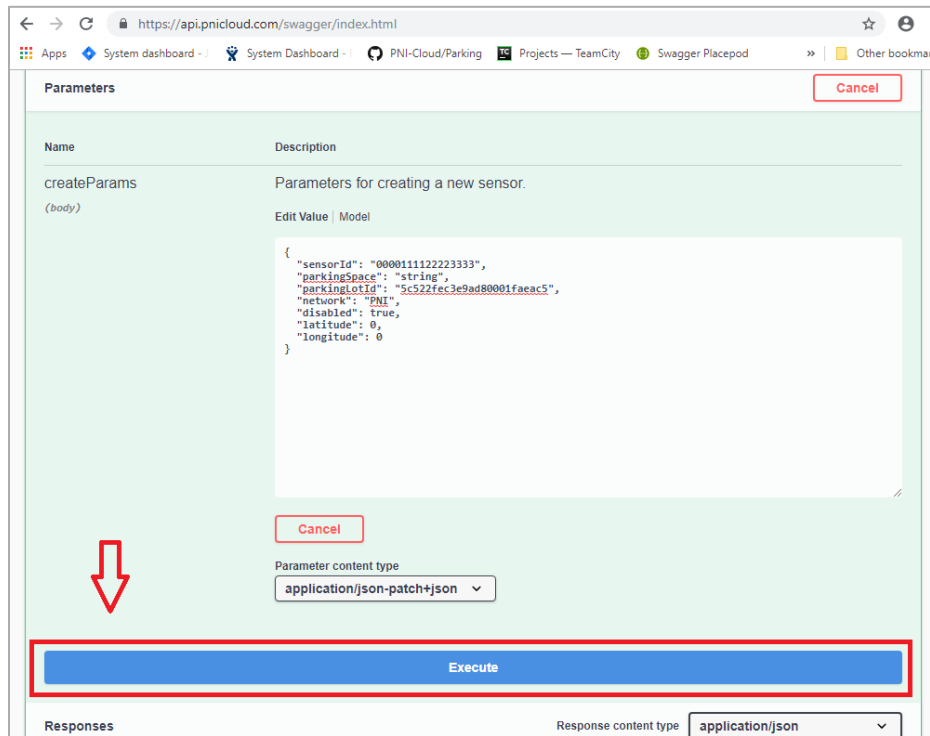 https://api.pnicloud.com/swagger/index.html
Apps System dashboard - J System Dashboard - PNI-Cloud/Parking TC Projects — TeamCity Swagger Placepod » Other bookmar
Parameters Cancel
Name Description
createParams Parameters for creating a new sensor.
(body)
Edit Value | Model
{
"sensorId": "0000111122223333",
"parkingSpace": "string",
"parkingLotId": "5c522fec3e9ad80001faeac5",
"network": "PNI",
"disabled": true,
"latitude": 0,
"longitude": 0
}
Cancel
Parameter content type
application/json-patch+json
Execute
Responses Response content type application/json